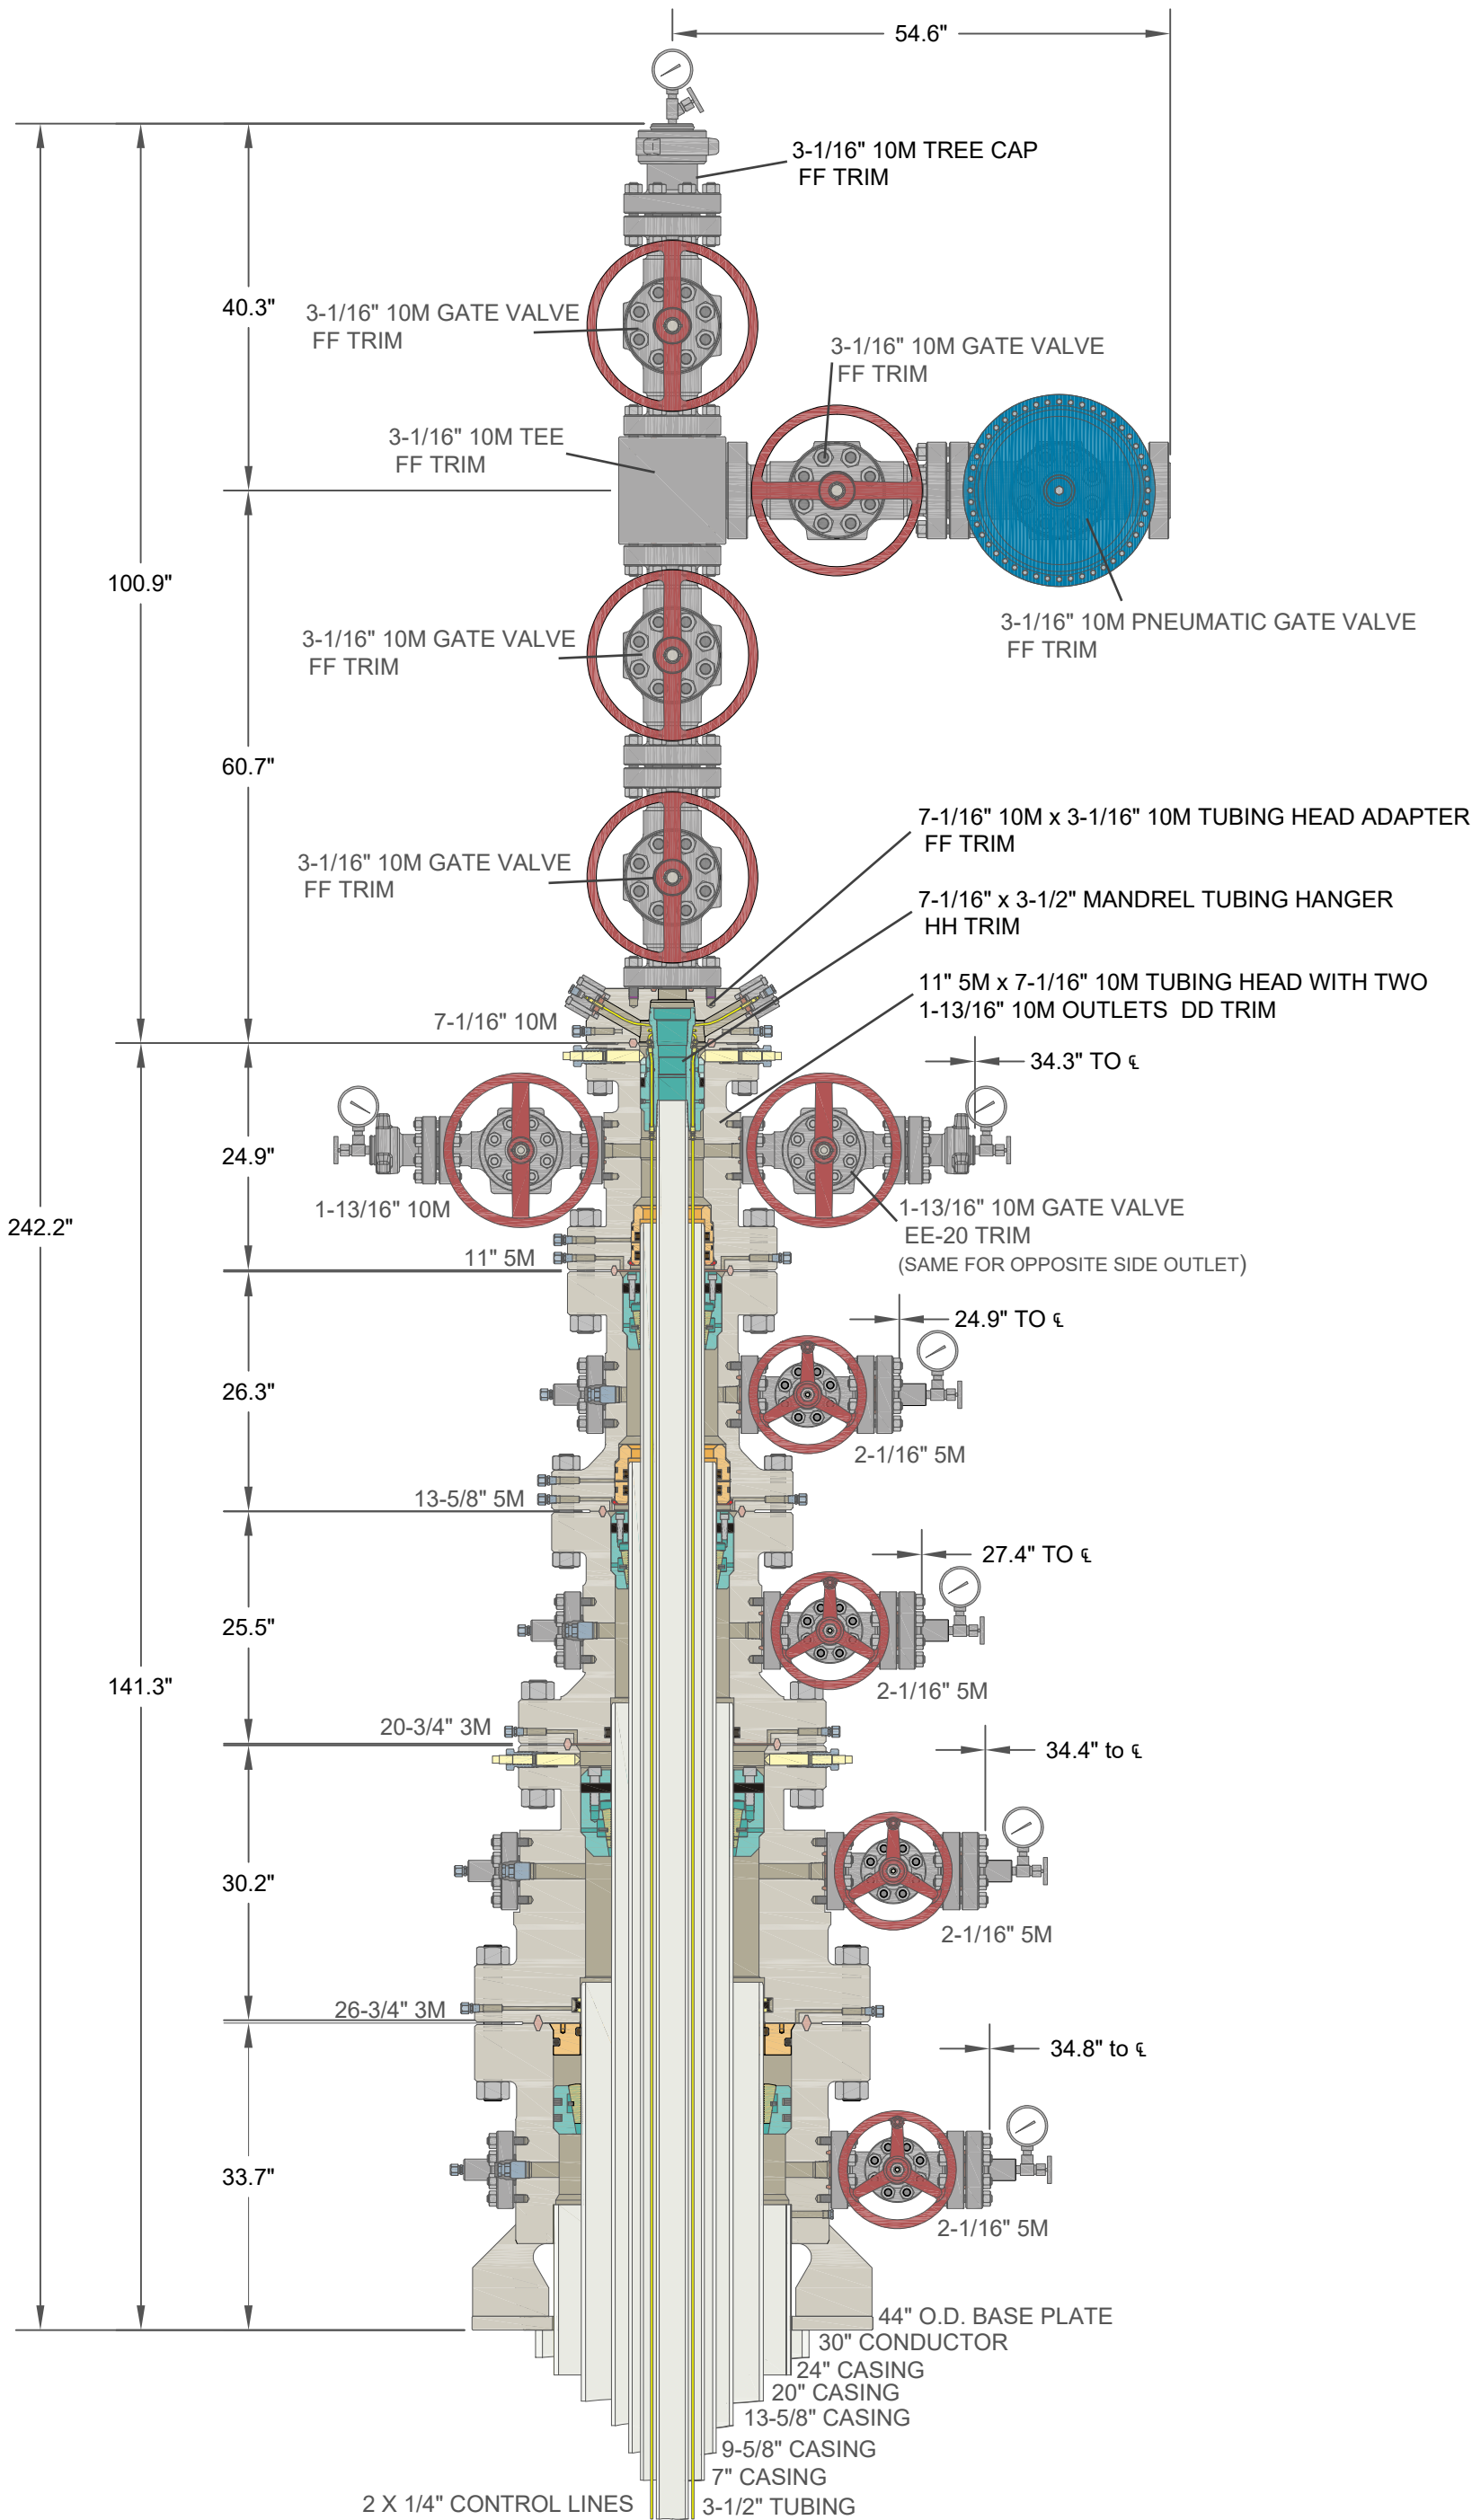 54.6"
3-1/16" 10M TREE CAP
FF TRIM
40.3"
3-1/16" 10M GATE VALVE
FF TRIM
3-1/16" 10M GATE VALVE
FF TRIM
3-1/16" 10M TEE
FF TRIM
100.9"
3-1/16" 10M PNEUMATIC GATE VALVE
FF TRIM
3-1/16" 10M GATE VALVE
FF TRIM
60.7"
7-1/16" 10M x 3-1/16" 10M TUBING HEAD ADAPTER
FF TRIM
3-1/16" 10M GATE VALVE
FF TRIM
7-1/16" x 3-1/2" MANDREL TUBING HANGER
HH TRIM
11" 5M x 7-1/16" 10M TUBING HEAD WITH TWO
1-13/16" 10M OUTLETS DD TRIM
7-1/16" 10M
34.3" TO ℄
24.9"
1-13/16" 10M
1-13/16" 10M GATE VALVE
EE-20 TRIM
(SAME FOR OPPOSITE SIDE OUTLET)
242.2"
11" 5M
24.9" TO ℄
26.3"
2-1/16" 5M
13-5/8" 5M
27.4" TO ℄
25.5"
141.3"
2-1/16" 5M
20-3/4" 3M
34.4" to ℄
30.2"
2-1/16" 5M
26-3/4" 3M
34.8" to ℄
33.7"
2-1/16" 5M
44" O.D. BASE PLATE
30" CONDUCTOR
24" CASING
20" CASING
13-5/8" CASING
9-5/8" CASING
7" CASING
2 X 1/4" CONTROL LINES
3-1/2" TUBING